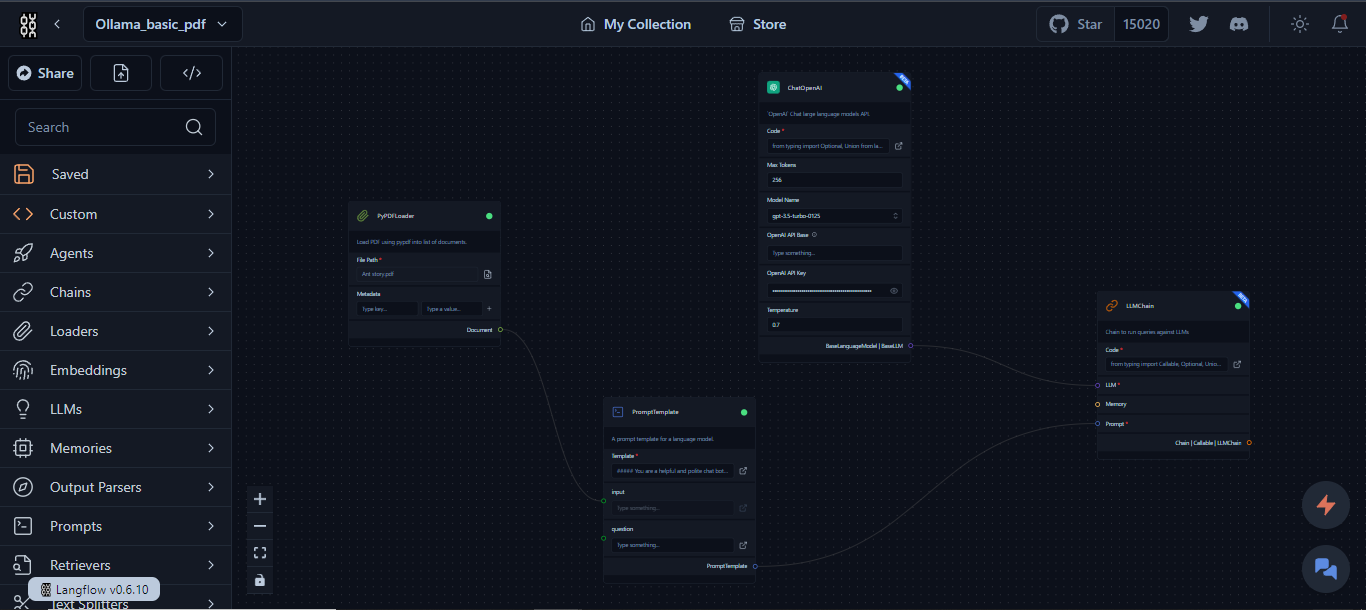 Ollama_basic_pdf
My Collection
Store
Star 15020
Share
Search
Saved
Custom
Agents
Chains
Loaders
Embeddings
LLMs
Memories
Output Parsers
Prompts
Retrievers
Text Splitters
Langflow v0.6.10
PyPDFLoader
Load PDF using pypdf into list of documents.
File Path *
Ant story.pdf
Metadata
Type key... Type a value... +
Document
PromptTemplate
A prompt template for a language model.
Template *
##### You are a helpful and polite chat bot...
input
Type something...
question
Type something...
PromptTemplate
ChatOpenAI
BETA
`OpenAI` Chat large language models API.
Code *
from typing import Optional, Union from la...
Max Tokens
256
Model Name
gpt-3.5-turbo-0125
OpenAI API Base
Type something...
OpenAI API Key
Temperature
0.7
BaseLanguageModel | BaseLLM
LLMChain
BETA
Chain to run queries against LLMs
Code *
from typing import Callable, Optional, Unio...
LLM *
Memory
Prompt *
Chain | Callable | LLMChain